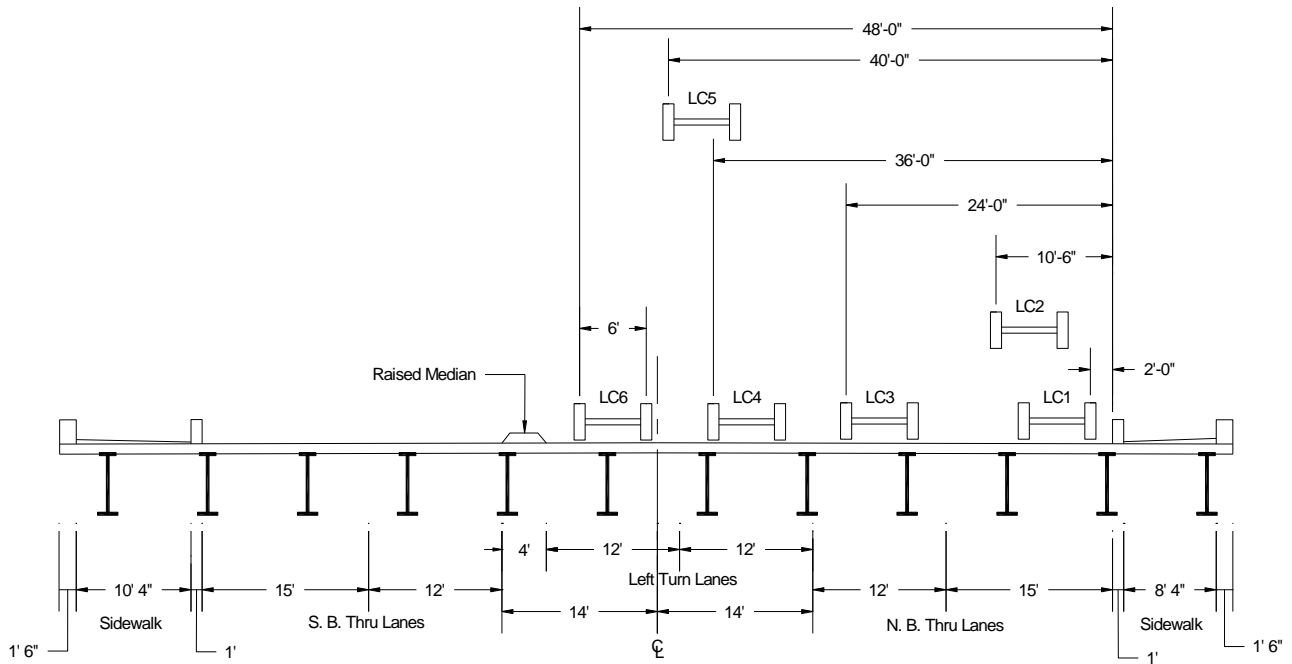 48'-0"
40'-0"
LC5
36'-0"
24'-0"
10'-6"
LC2
6'
2'-0"
Raised Median
LC6
LC4
LC3
LC1
4'
12'
12'
Left Turn Lanes
10' 4"
15'
12'
14'
14'
12'
15'
8' 4"
Sidewalk
S. B. Thru Lanes
N. B. Thru Lanes
Sidewalk
1' 6"
1'
℄
1'
1' 6"